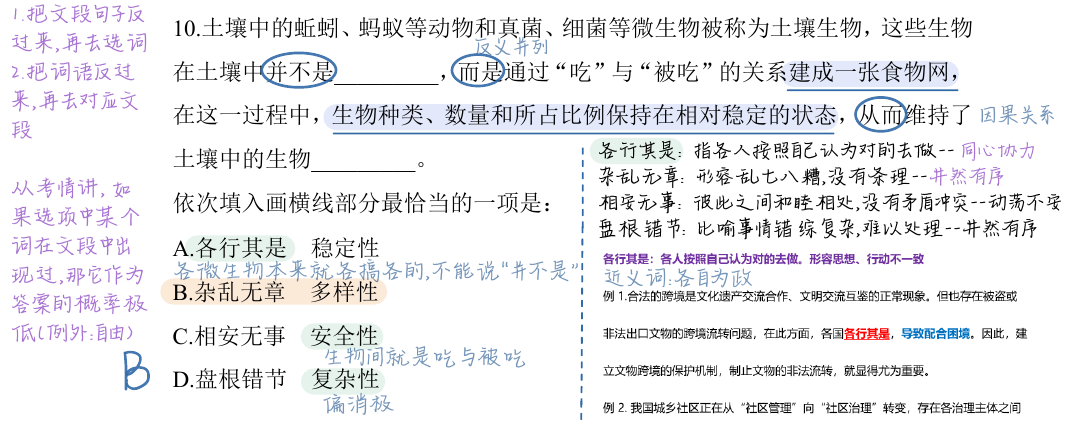 1.把文段句子反
过来,再去选词
2.把词语反过
来,再去对应文
段
从考情讲,如
果选项中某个
词在文段中出
现过,那它作为
答案的概率极
低(例外:自由)
B
10.土壤中的蚯蚓、蚂蚁等动物和真菌、细菌等微生物被称为土壤生物，这些生物
反义并列
在土壤中并不是_________，而是通过“吃”与“被吃”的关系建成一张食物网，
在这一过程中，生物种类、数量和所占比例保持在相对稳定的状态，从而维持了 因果关系
土壤中的生物_________。
依次填入画横线部分最恰当的一项是：
A.各行其是 稳定性
各微生物本来就各搞各的,不能说“并不是”
B.杂乱无章 多样性
C.相安无事 安全性
生物间就是吃与被吃
D.盘根错节 复杂性
偏消极
各行其是: 指各人按照自己认为对的去做--同心协力
杂乱无章: 形容乱七八糟,没有条理--井然有序
相安无事: 彼此之间和睦相处,没有矛盾冲突--动荡不安
盘根错节: 比喻事情错综复杂,难以处理--井然有序
各行其是：各人按照自己认为对的去做。形容思想、行动不一致
近义词:各自为政
例 1.合法的跨境是文化遗产交流合作、文明交流互鉴的正常现象。但也存在被盗或
非法出口文物的跨境流转问题，在此方面，各国各行其是，导致配合困境。因此，建
立文物跨境的保护机制，制止文物的非法流转，就显得尤为重要。
例 2. 我国城乡社区正在从“社区管理”向“社区治理”转变，存在各治理主体之间